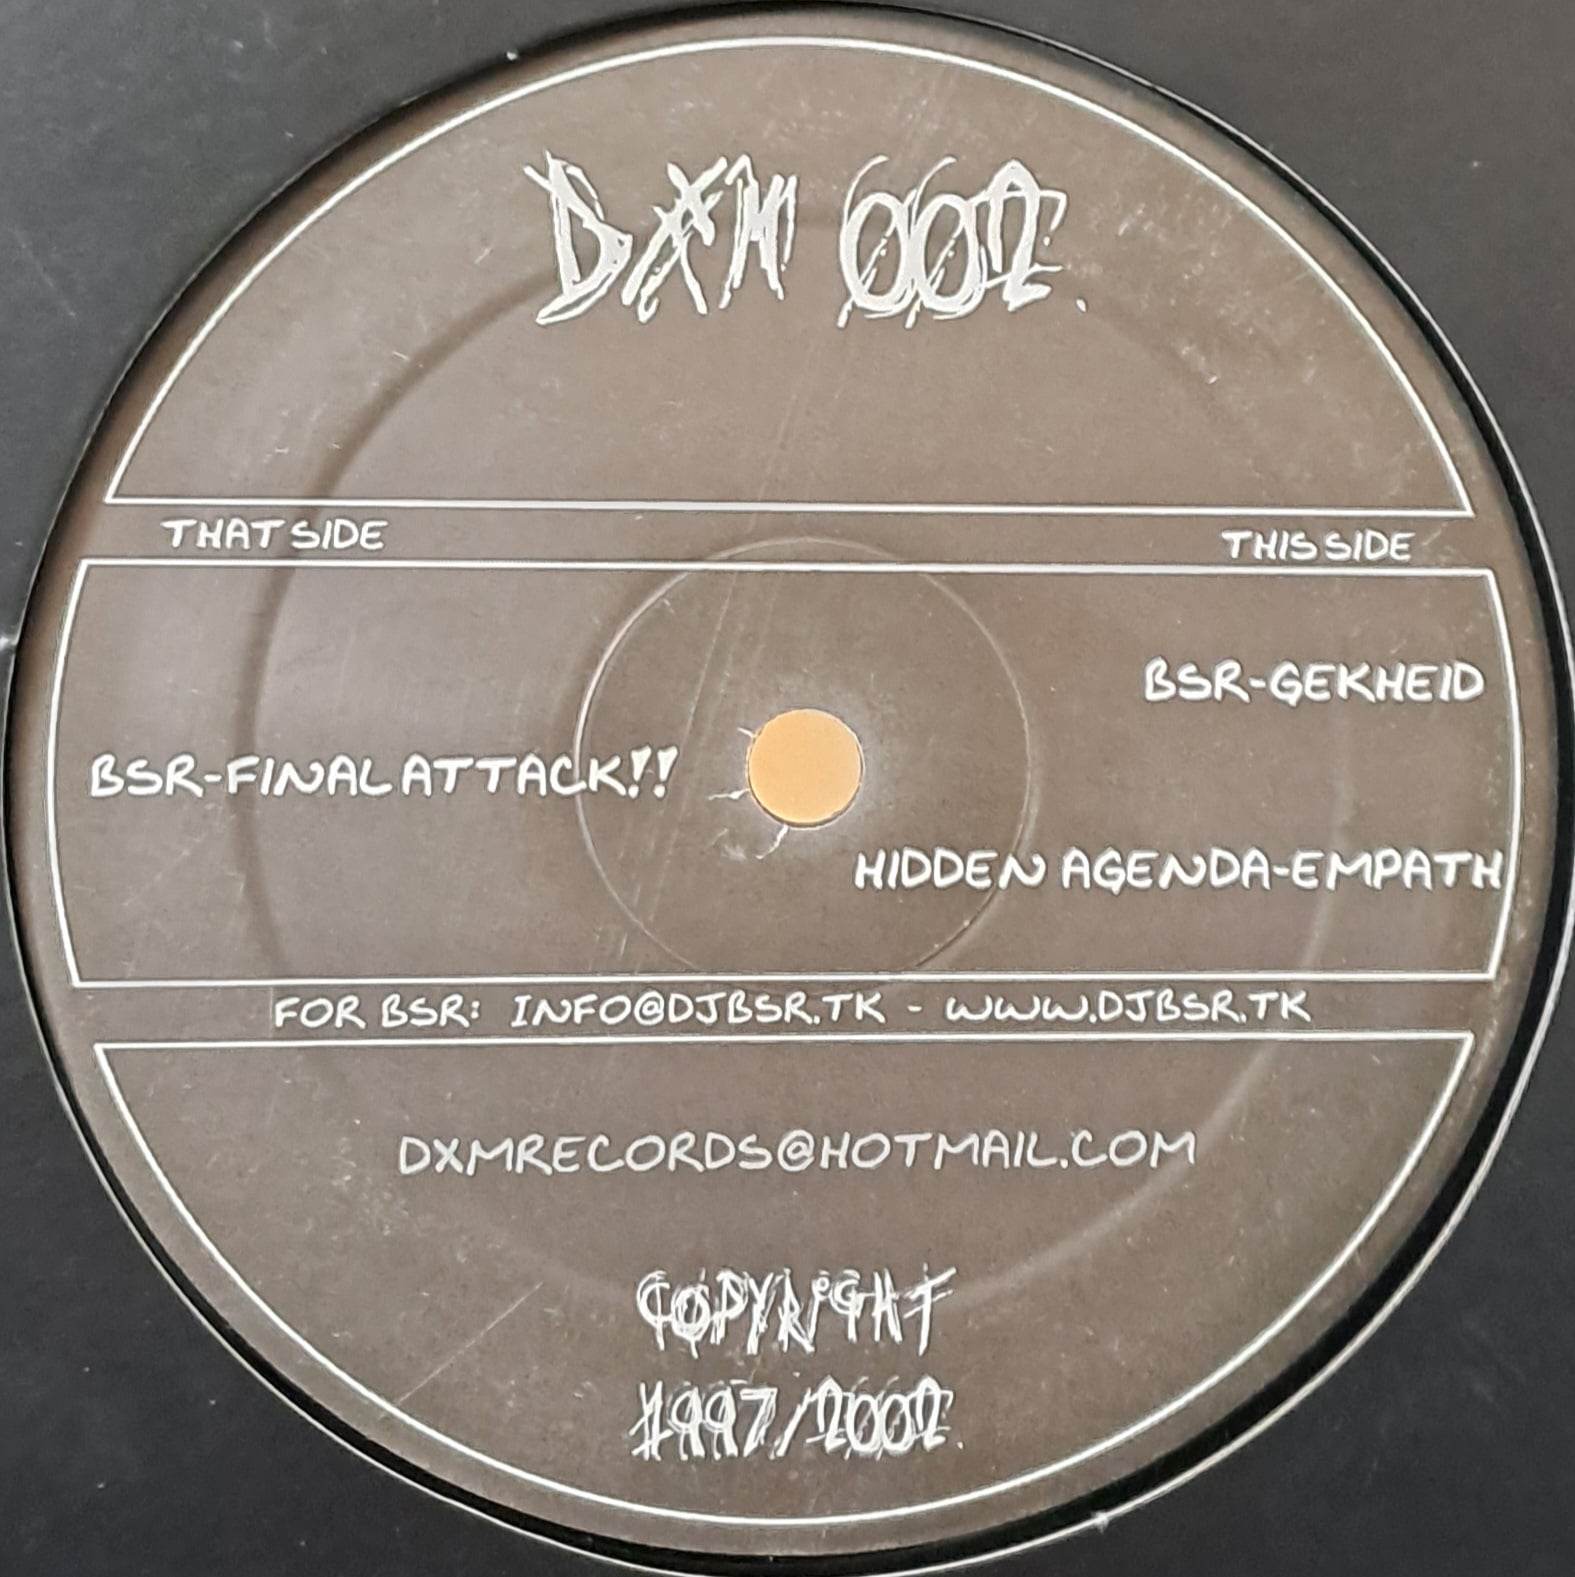 DXM 002.
THAT SIDE
THIS SIDE
BSR-GEKHEID
BSR-FINAL ATTACK!!
HIDDEN AGENDA-EMPATH
FOR BSR: INFO@DJBSR.TK - WWW.DJBSR.TK
DXMRECORDS@HOTMAIL.COM
COPYRIGHT
1997/2002.